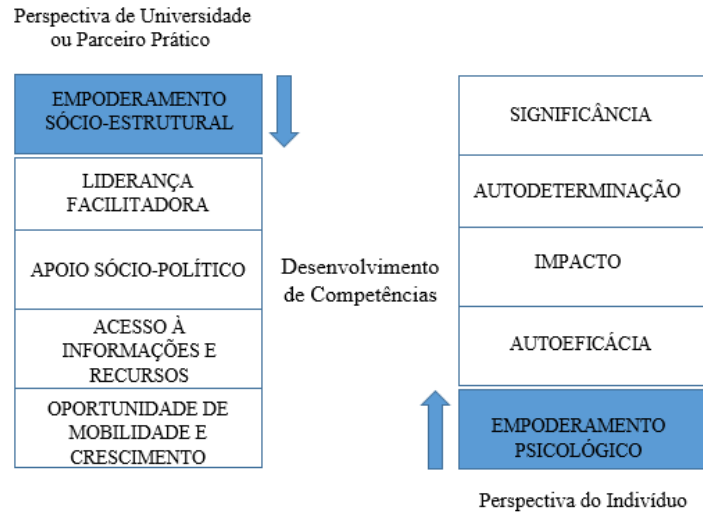 Perspectiva de Universidade
ou Parceiro Prático
EMPODERAMENTO
SÓCIO-ESTRUTURAL
LIDERANÇA
FACILITADORA
APOIO SÓCIO-POLÍTICO
ACESSO À
INFORMAÇÕES E
RECURSOS
OPORTUNIDADE DE
MOBILIDADE E
CRESCIMENTO
Desenvolvimento
de Competências
SIGNIFICÂNCIA
AUTODETERMINAÇÃO
IMPACTO
AUTOEFICÁCIA
EMPODERAMENTO
PSICOLÓGICO
Perspectiva do Indivíduo